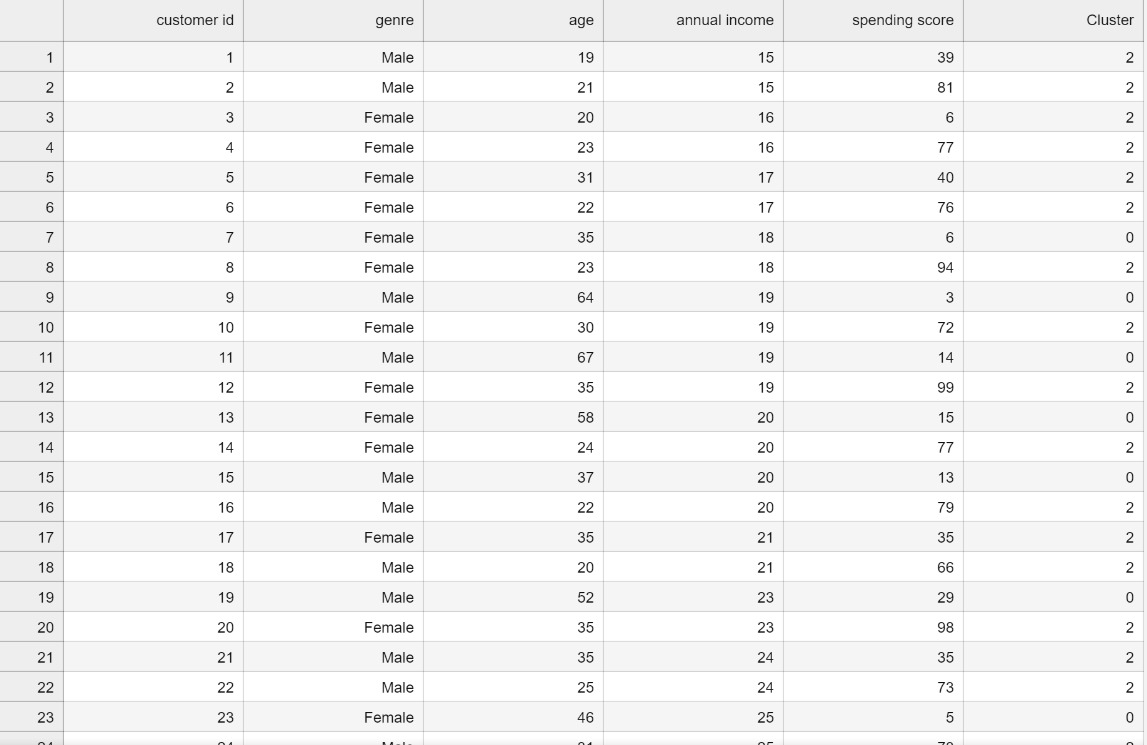 customer id genre age annual income spending score Cluster
1 1 Male 19 15 39 2
2 2 Male 21 15 81 2
3 3 Female 20 16 6 2
4 4 Female 23 16 77 2
5 5 Female 31 17 40 2
6 6 Female 22 17 76 2
7 7 Female 35 18 6 0
8 8 Female 23 18 94 2
9 9 Male 64 19 3 0
10 10 Female 30 19 72 2
11 11 Male 67 19 14 0
12 12 Female 35 19 99 2
13 13 Female 58 20 15 0
14 14 Female 24 20 77 2
15 15 Male 37 20 13 0
16 16 Male 22 20 79 2
17 17 Female 35 21 35 2
18 18 Male 20 21 66 2
19 19 Male 52 23 29 0
20 20 Female 35 23 98 2
21 21 Male 35 24 35 2
22 22 Male 25 24 73 2
23 23 Female 46 25 5 0